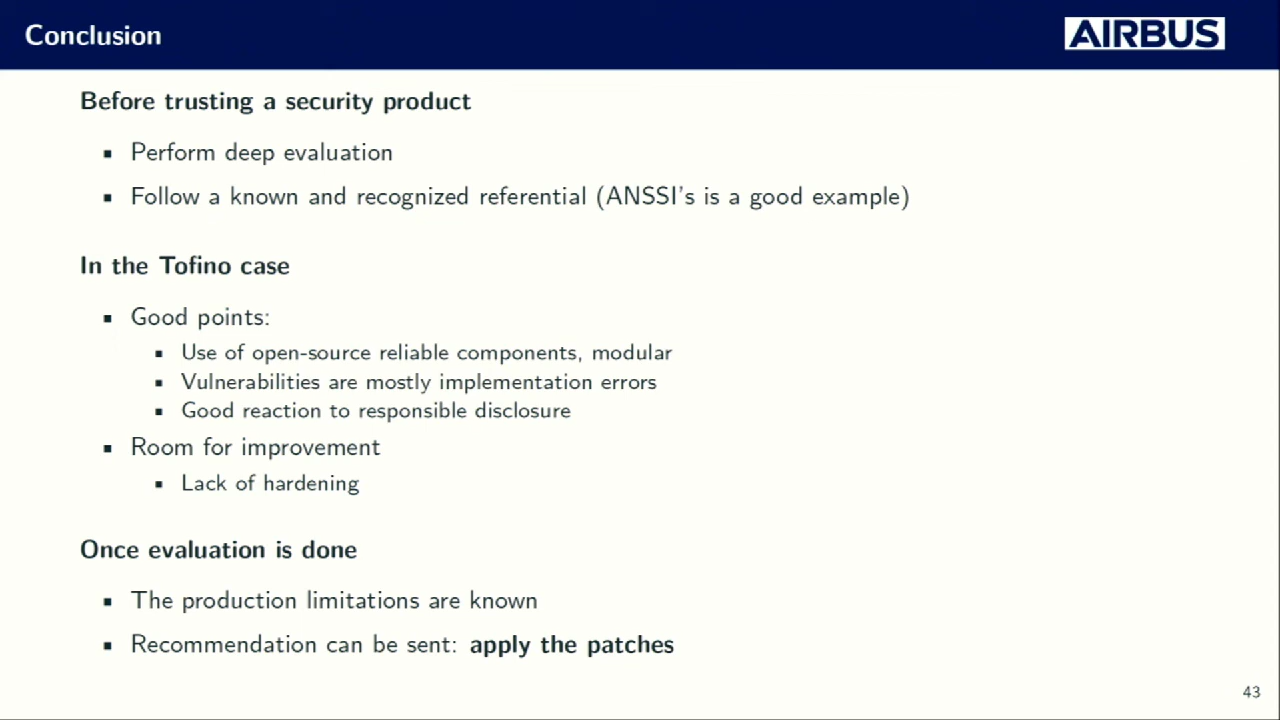 Conclusion
AIRBUS
Before trusting a security product
Perform deep evaluation
Follow a known and recognized referential (ANSSI's is a good example)
In the Tofino case
Good points:
Use of open-source reliable components, modular
Vulnerabilities are mostly implementation errors
Good reaction to responsible disclosure
Room for improvement
Lack of hardening
Once evaluation is done
The production limitations are known
Recommendation can be sent: apply the patches
43